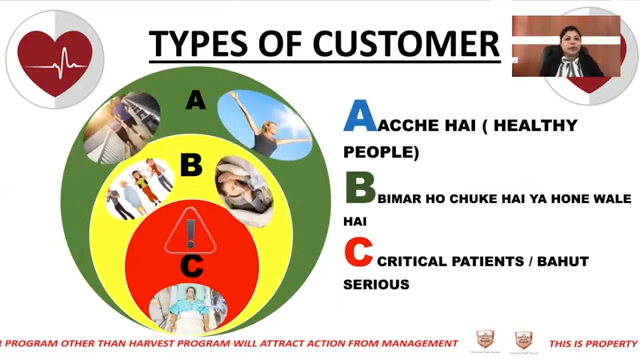 TYPES OF CUSTOMER
A
B
C
AACCHE HAI ( HEALTHY
PEOPLE)
BBIMAR HO CHUKE HAI YA HONE WALE
HAI
C CRITICAL PATIENTS / BAHUT
SERIOUS
PROGRAM OTHER THAN HARVEST PROGRAM WILL ATTRACT ACTION FROM MANAGEMENT
THIS IS PROPERTY